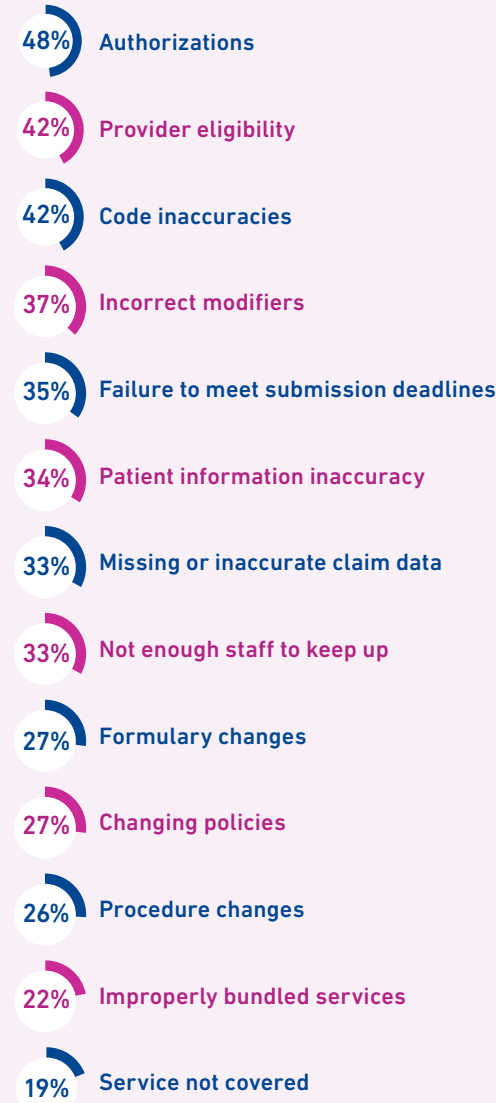 48% Authorizations
42% Provider eligibility
42% Code inaccuracies
37% Incorrect modifiers
35% Failure to meet submission deadlines
34% Patient information inaccuracy
33% Missing or inaccurate claim data
33% Not enough staff to keep up
27% Formulary changes
27% Changing policies
26% Procedure changes
22% Improperly bundled services
19% Service not covered